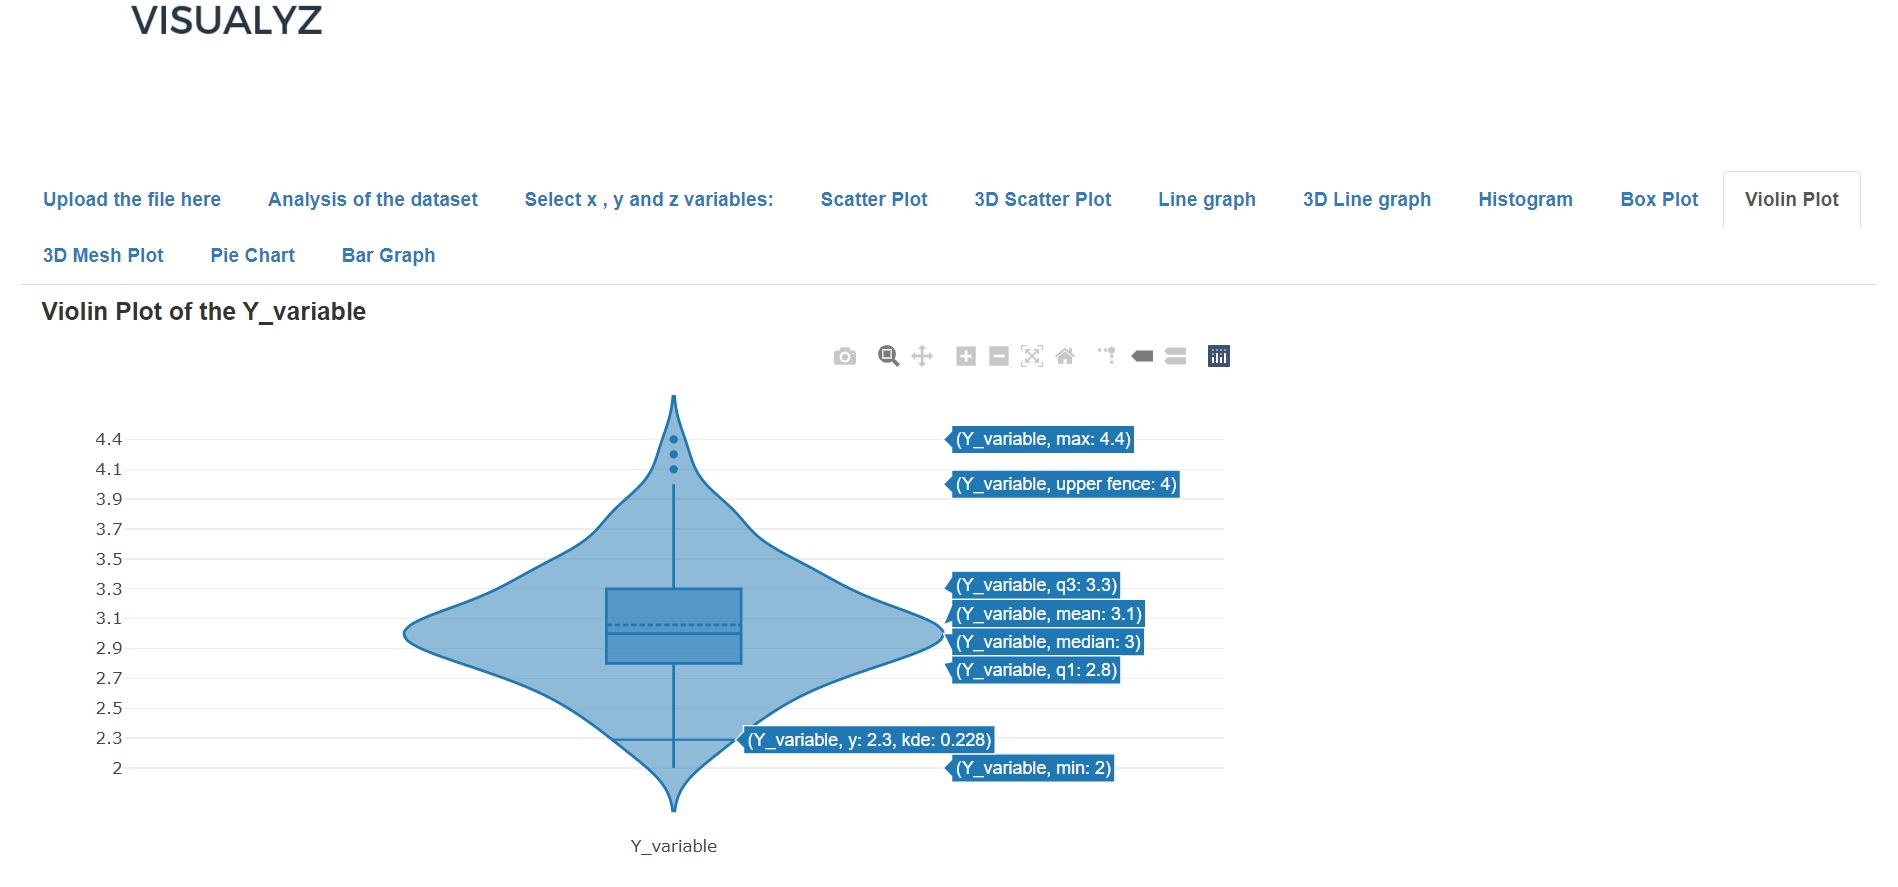 VISUALYZ
Upload the file here Analysis of the dataset Select x , y and z variables: Scatter Plot 3D Scatter Plot Line graph 3D Line graph Histogram Box Plot Violin Plot
3D Mesh Plot Pie Chart Bar Graph
Violin Plot of the Y_variable
4.4 (Y_variable, max: 4.4)
4.1
(Y_variable, upper fence: 4)
3.9
3.7
3.5
3.3 (Y_variable, q3: 3.3)
3.1 (Y_variable, mean: 3.1)
(Y_variable, median: 3)
2.9
(Y_variable, q1: 2.8)
2.7
2.5
2.3 (Y_variable, y: 2.3, kde: 0.228)
2 (Y_variable, min: 2)
Y_variable